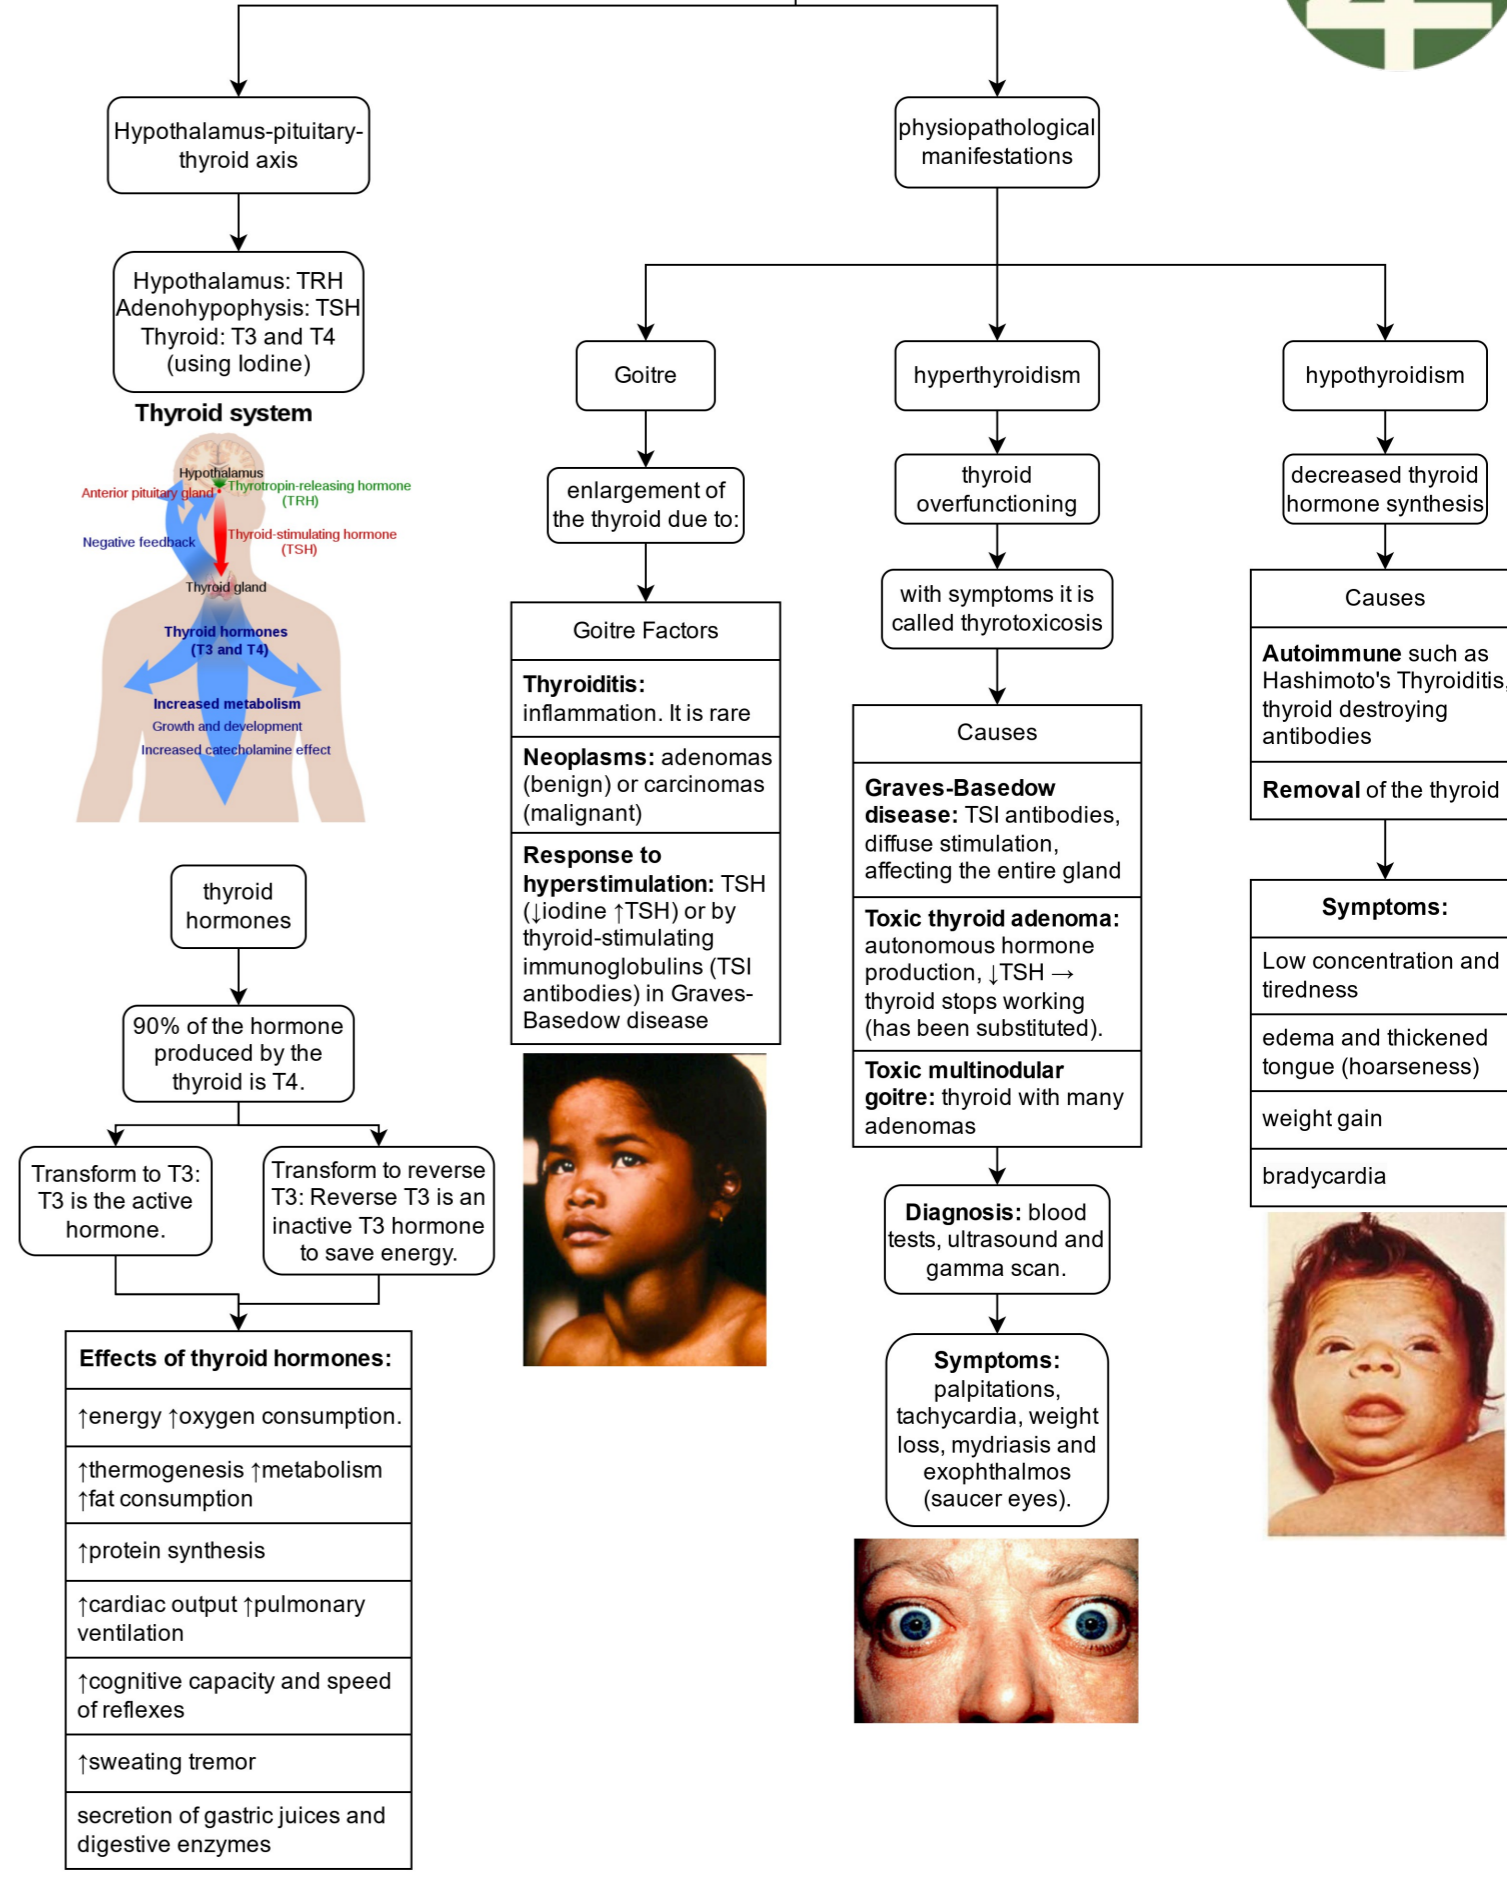 Hypothalamus-pituitary-
thyroid axis
Hypothalamus: TRH
Adenohypophysis: TSH
Thyroid: T3 and T4
(using Iodine)
Thyroid system
Hypothalamus
Anterior pituitary gland
Thyrotropin-releasing hormone
(TRH)
Negative feedback
Thyroid-stimulating hormone
(TSH)
Thyroid gland
Thyroid hormones
(T3 and T4)
Increased metabolism
Growth and development
Increased catecholamine effect
thyroid
hormones
90% of the hormone
produced by the
thyroid is T4.
Transform to T3:
T3 is the active
hormone.
Transform to reverse
T3: Reverse T3 is an
inactive T3 hormone
to save energy.
Effects of thyroid hormones:
↑energy ↑oxygen consumption.
↑thermogenesis ↑metabolism
↑fat consumption
↑protein synthesis
↑cardiac output ↑pulmonary
ventilation
↑cognitive capacity and speed
of reflexes
↑sweating tremor
secretion of gastric juices and
digestive enzymes
physiopathological
manifestations
Goitre
enlargement of
the thyroid due to:
Goitre Factors
Thyroiditis:
inflammation. It is rare
Neoplasms: adenomas
(benign) or carcinomas
(malignant)
Response to
hyperstimulation: TSH
(↓iodine ↑TSH) or by
thyroid-stimulating
immunoglobulins (TSI
antibodies) in Graves-
Basedow disease
hyperthyroidism
thyroid
overfunctioning
with symptoms it is
called thyrotoxicosis
Causes
Graves-Basedow
disease: TSI antibodies,
diffuse stimulation,
affecting the entire gland
Toxic thyroid adenoma:
autonomous hormone
production, ↓TSH →
thyroid stops working
(has been substituted).
Toxic multinodular
goitre: thyroid with many
adenomas
Diagnosis: blood
tests, ultrasound and
gamma scan.
Symptoms:
palpitations,
tachycardia, weight
loss, mydriasis and
exophthalmos
(saucer eyes).
hypothyroidism
decreased thyroid
hormone synthesis
Causes
Autoimmune such as
Hashimoto's Thyroiditis,
thyroid destroying
antibodies
Removal of the thyroid
Symptoms:
Low concentration and
tiredness
edema and thickened
tongue (hoarseness)
weight gain
bradycardia